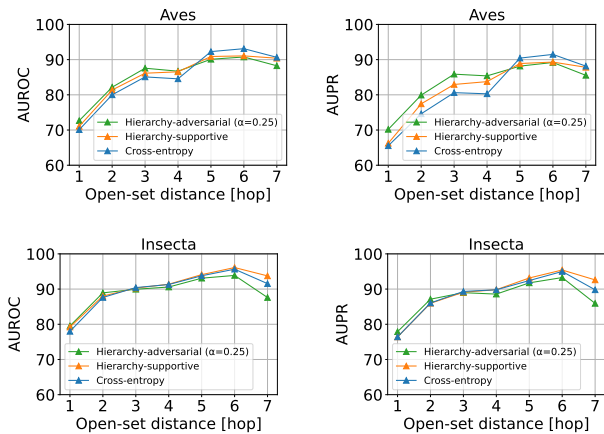 Aves
AUROC
100
90
80
70
60
Hierarchy-adversarial (α=0.25)
Hierarchy-supportive
Cross-entropy
1 2 3 4 5 6 7
Open-set distance [hop]
Aves
AUPR
100
90
80
70
60
Hierarchy-adversarial (α=0.25)
Hierarchy-supportive
Cross-entropy
1 2 3 4 5 6 7
Open-set distance [hop]
Insecta
AUROC
100
90
80
70
60
Hierarchy-adversarial (α=0.25)
Hierarchy-supportive
Cross-entropy
1 2 3 4 5 6 7
Open-set distance [hop]
Insecta
AUPR
100
90
80
70
60
Hierarchy-adversarial (α=0.25)
Hierarchy-supportive
Cross-entropy
1 2 3 4 5 6 7
Open-set distance [hop]